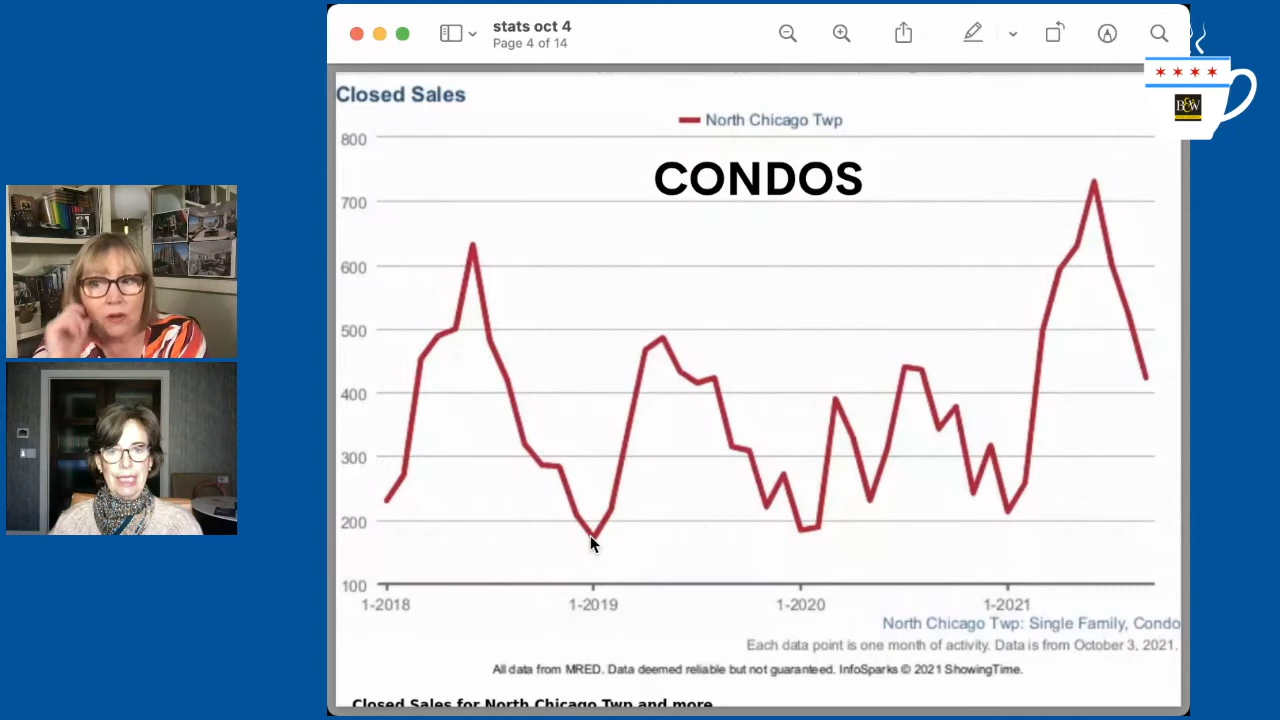 stats oct 4
Page 4 of 14
Closed Sales
North Chicago Twp
CONDOS
800
700
600
500
400
300
200
100
1-2018
1-2019
1-2020
1-2021
North Chicago Twp: Single Family, Condo
Each data point is one month of activity. Data is from October 3, 2021.
All data from MRED. Data deemed reliable but not guaranteed. InfoSparks © 2021 ShowingTime.
Closed Sales for North Chicago Twp and more
B&W